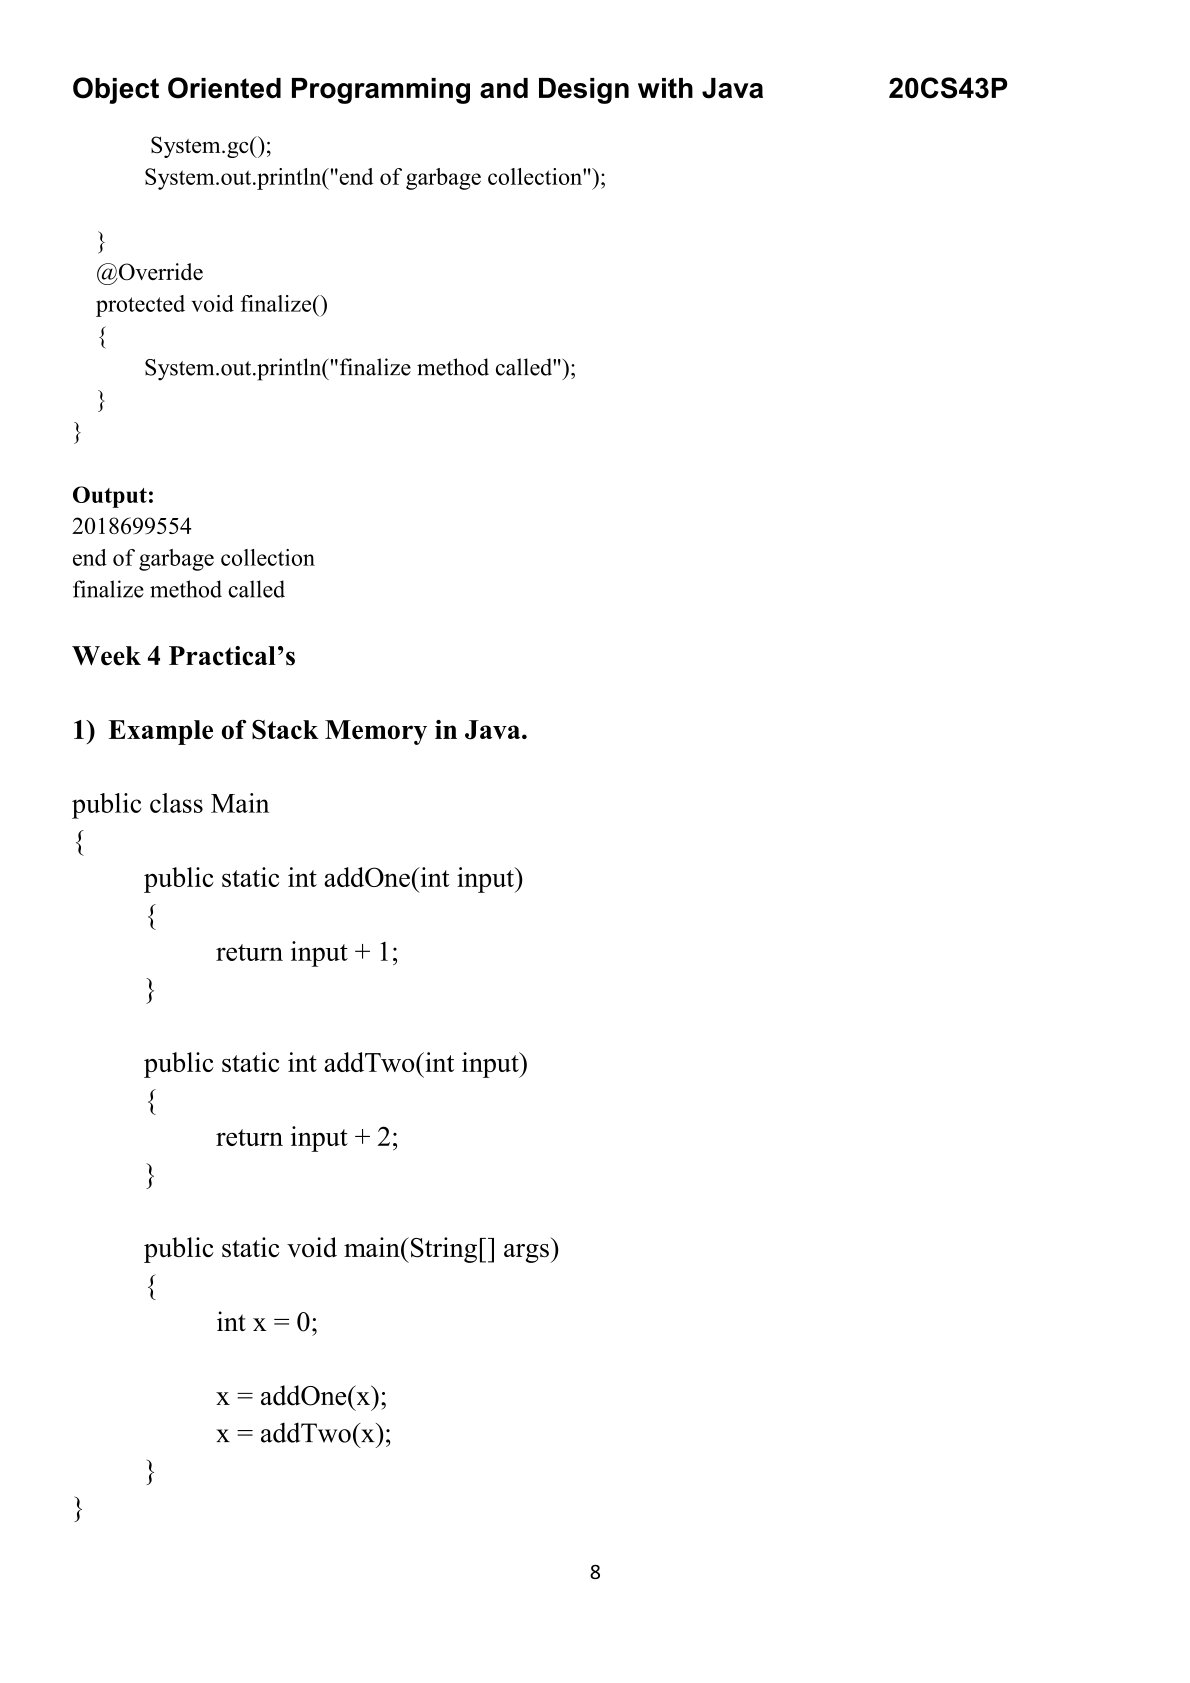 Object Oriented Programming and Design with Java 20CS43P
System.gc();
System.out.println("end of garbage collection");
}
@Override
protected void finalize()
{
System.out.println("finalize method called");
}
}
Output:
2018699554
end of garbage collection
finalize method called
Week 4 Practical’s
1) Example of Stack Memory in Java.
public class Main
{
public static int addOne(int input)
{
return input + 1;
}
public static int addTwo(int input)
{
return input + 2;
}
public static void main(String[] args)
{
int x = 0;
x = addOne(x);
x = addTwo(x);
}
}
8